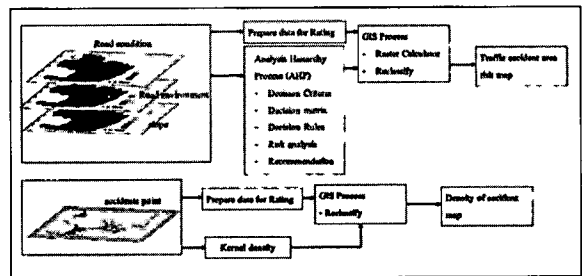 Road condition
Road environment
slope
Prepare data for Rating
Analysis Hierarchy
Process (AHP)
- Decision Criteria
- Decision matrix
- Decision Rules
- Risk analysis
- Recommendation
GIS Process
- Raster Calculator
- Reclassify
Traffic accident area
risk map
accidents point
Prepare data for Rating
Kernel density
GIS Process
- Reclassify
Density of accident
map